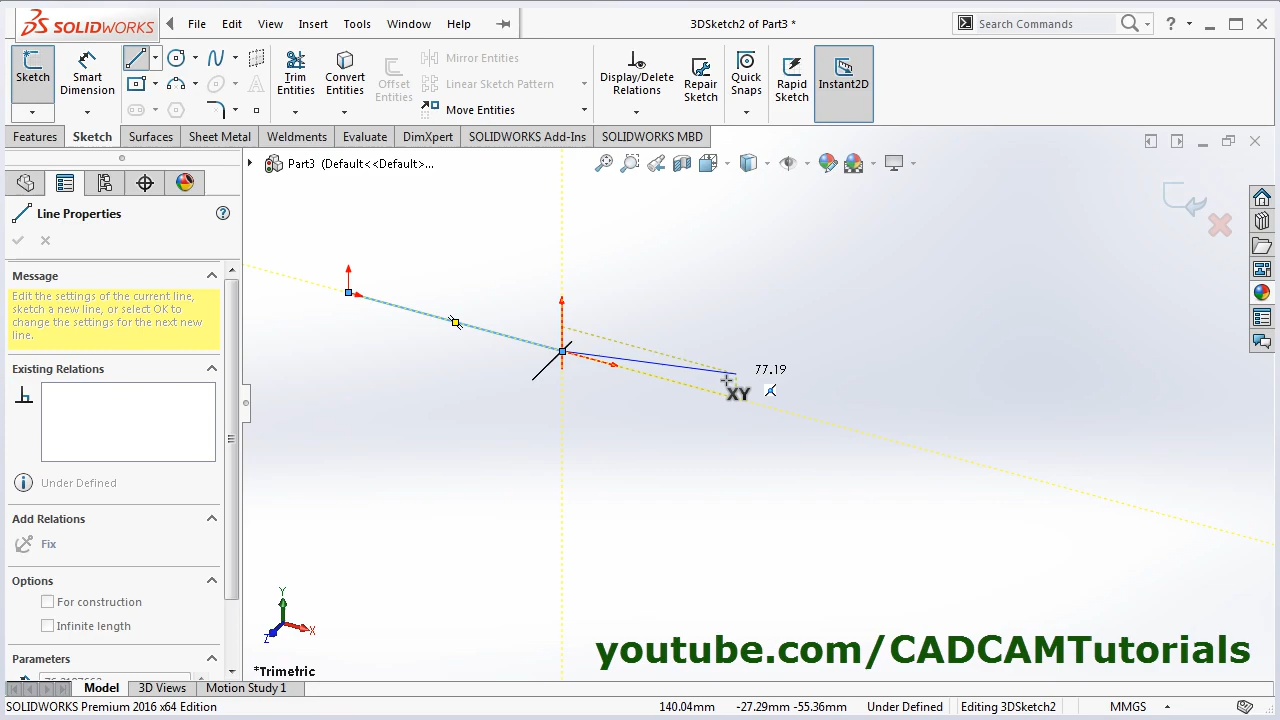 SOLIDWORKS File Edit View Insert Tools Window Help 3DSketch2 of Part3 * Search Commands ?
Sketch Smart Dimension Trim Entities Convert Entities Offset Entities Mirror Entities Linear Sketch Pattern Move Entities Display/Delete Relations Repair Sketch Quick Snaps Rapid Sketch Instant2D
Features Sketch Surfaces Sheet Metal Weldments Evaluate DimXpert SOLIDWORKS Add-Ins SOLIDWORKS MBD
Part3 (Default<<Default>...
Line Properties ?
Message
Edit the settings of the current line,
sketch a new line, or select OK to
change the settings for the next new
line.
Existing Relations
77.19
XY
Under Defined
Add Relations
Fix
Options
For construction
Infinite length
Y
X
Z
Parameters
*Trimetric
youtube.com/CADCAMTutorials
Model 3D Views Motion Study 1
SOLIDWORKS Premium 2016 x64 Edition 140.04mm -27.29mm -55.36mm Under Defined Editing 3DSketch2 MMGS